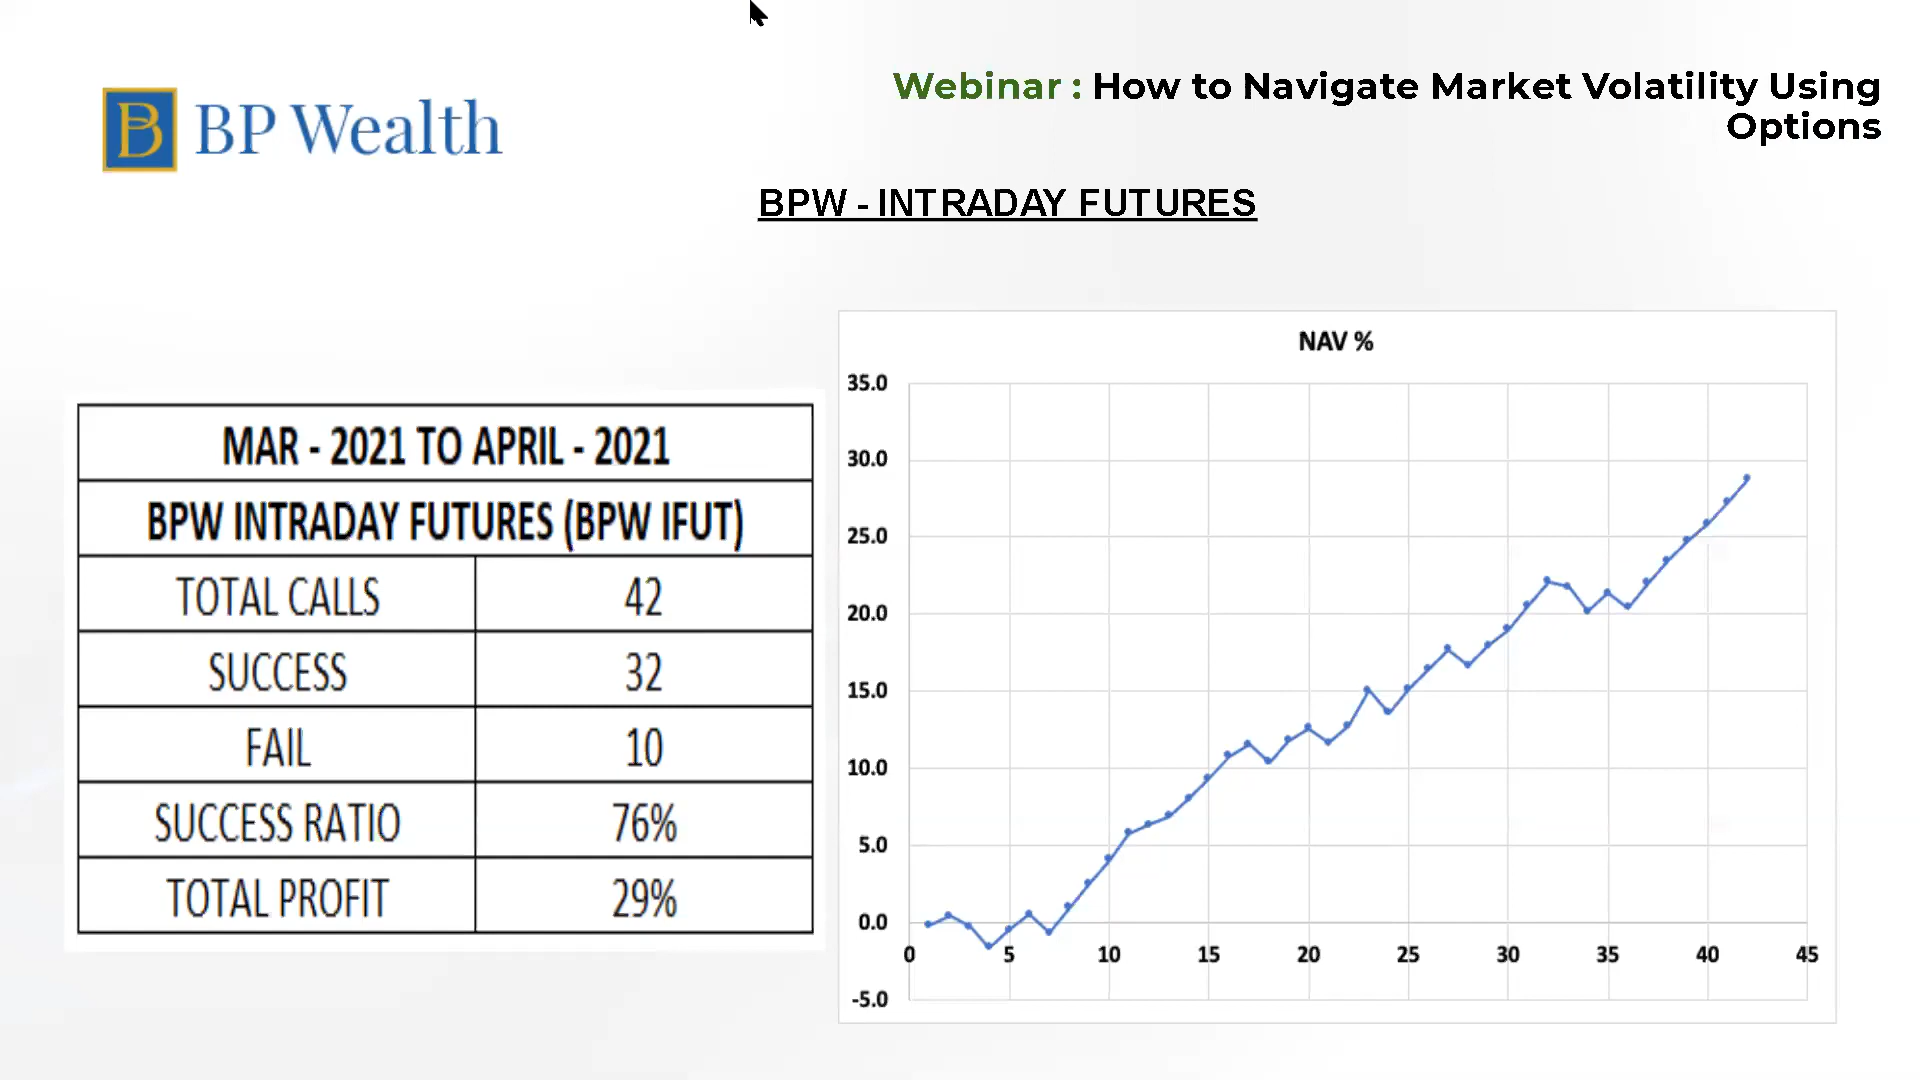 BP Wealth
Webinar : How to Navigate Market Volatility Using
Options
BPW - INTRADAY FUTURES
MAR - 2021 TO APRIL - 2021
BPW INTRADAY FUTURES (BPW IFUT)
TOTAL CALLS 42
SUCCESS 32
FAIL 10
SUCCESS RATIO 76%
TOTAL PROFIT 29%
NAV %
35.0
30.0
25.0
20.0
15.0
10.0
5.0
0.0
0 5 10 15 20 25 30 35 40 45
-5.0